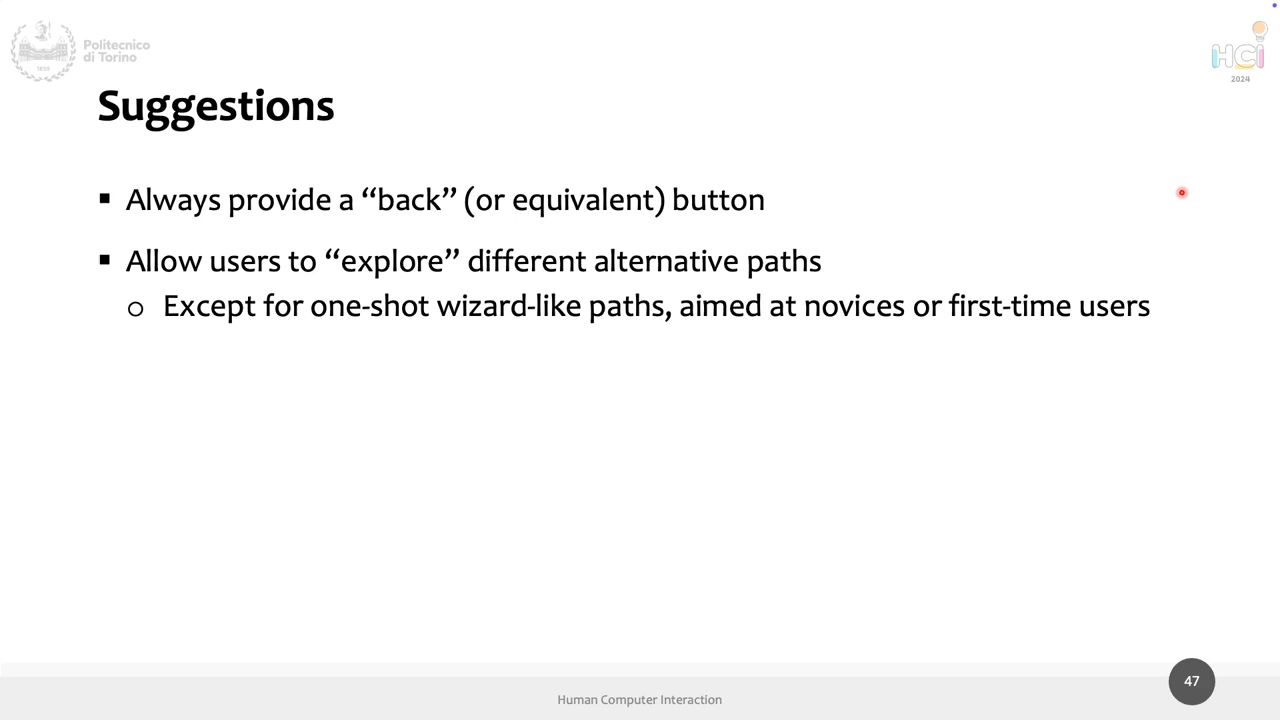 Politecnico
di Torino
1859
HCI
2024
Suggestions
▪ Always provide a “back” (or equivalent) button
▪ Allow users to “explore” different alternative paths
o Except for one-shot wizard-like paths, aimed at novices or first-time users
47
Human Computer Interaction